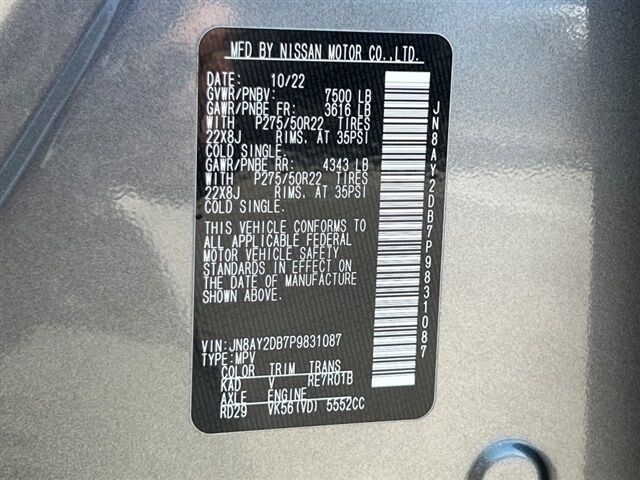 MFD BY NISSAN MOTOR CO.,LTD.
DATE: 10/22
GVWR/PNBV: 7500 LB
GAWR/PNBE FR: 3616 LB
WITH P275/50R22 TIRES
22X8J RIMS. AT 35PSI
COLD SINGLE.
GAWR/PNBE RR: 4343 LB
WITH P275/50R22 TIRES
22X8J RIMS. AT 35PSI
COLD SINGLE.
THIS VEHICLE CONFORMS TO
ALL APPLICABLE FEDERAL
MOTOR VEHICLE SAFETY
STANDARDS IN EFFECT ON
THE DATE OF MANUFACTURE
SHOWN ABOVE.
VIN:JN8AY2DB7P9831087
TYPE:MPV
COLOR TRIM TRANS
KAD V RE7R01B
AXLE ENGINE
RD29 VK56(VD) 5552CC
JN8AY2DB7P9831087